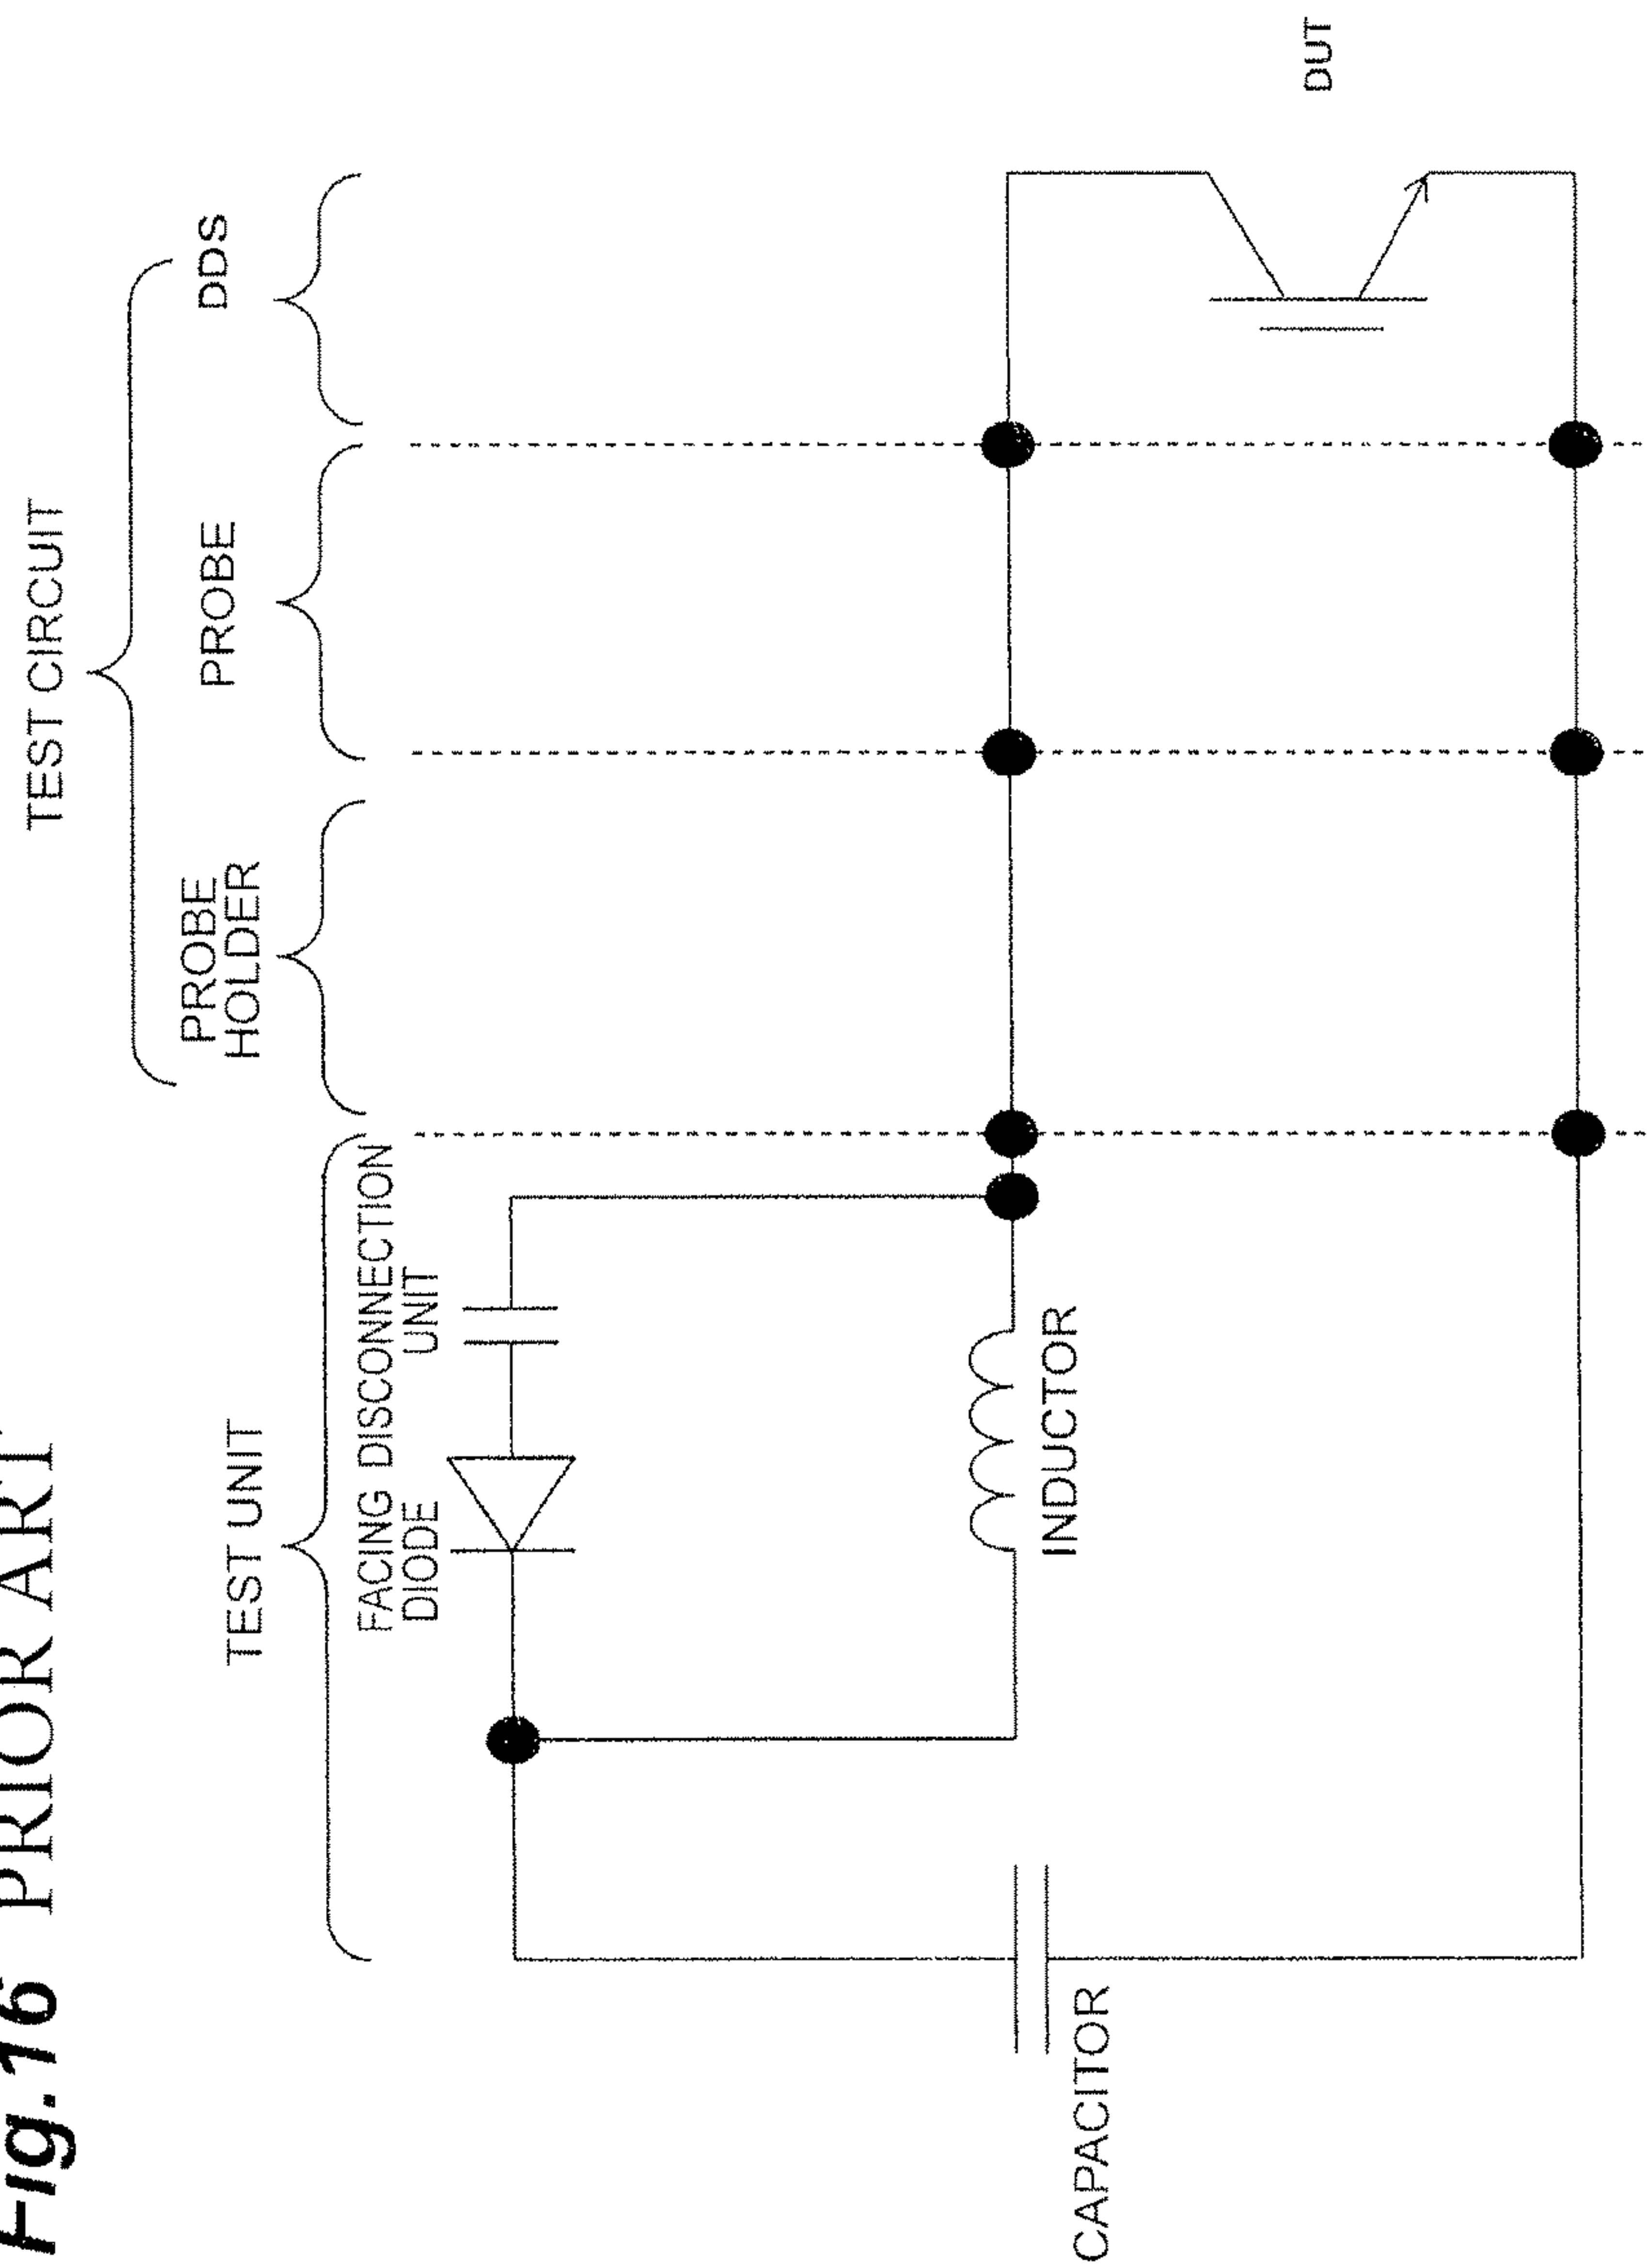 Fig.16 PRIOR ART
TEST CIRCUIT
TEST UNIT
PROBE
HOLDER
PROBE
DDS
FACING DISCONNECTION
DIODE UNIT
INDUCTOR
CAPACITOR
DUT